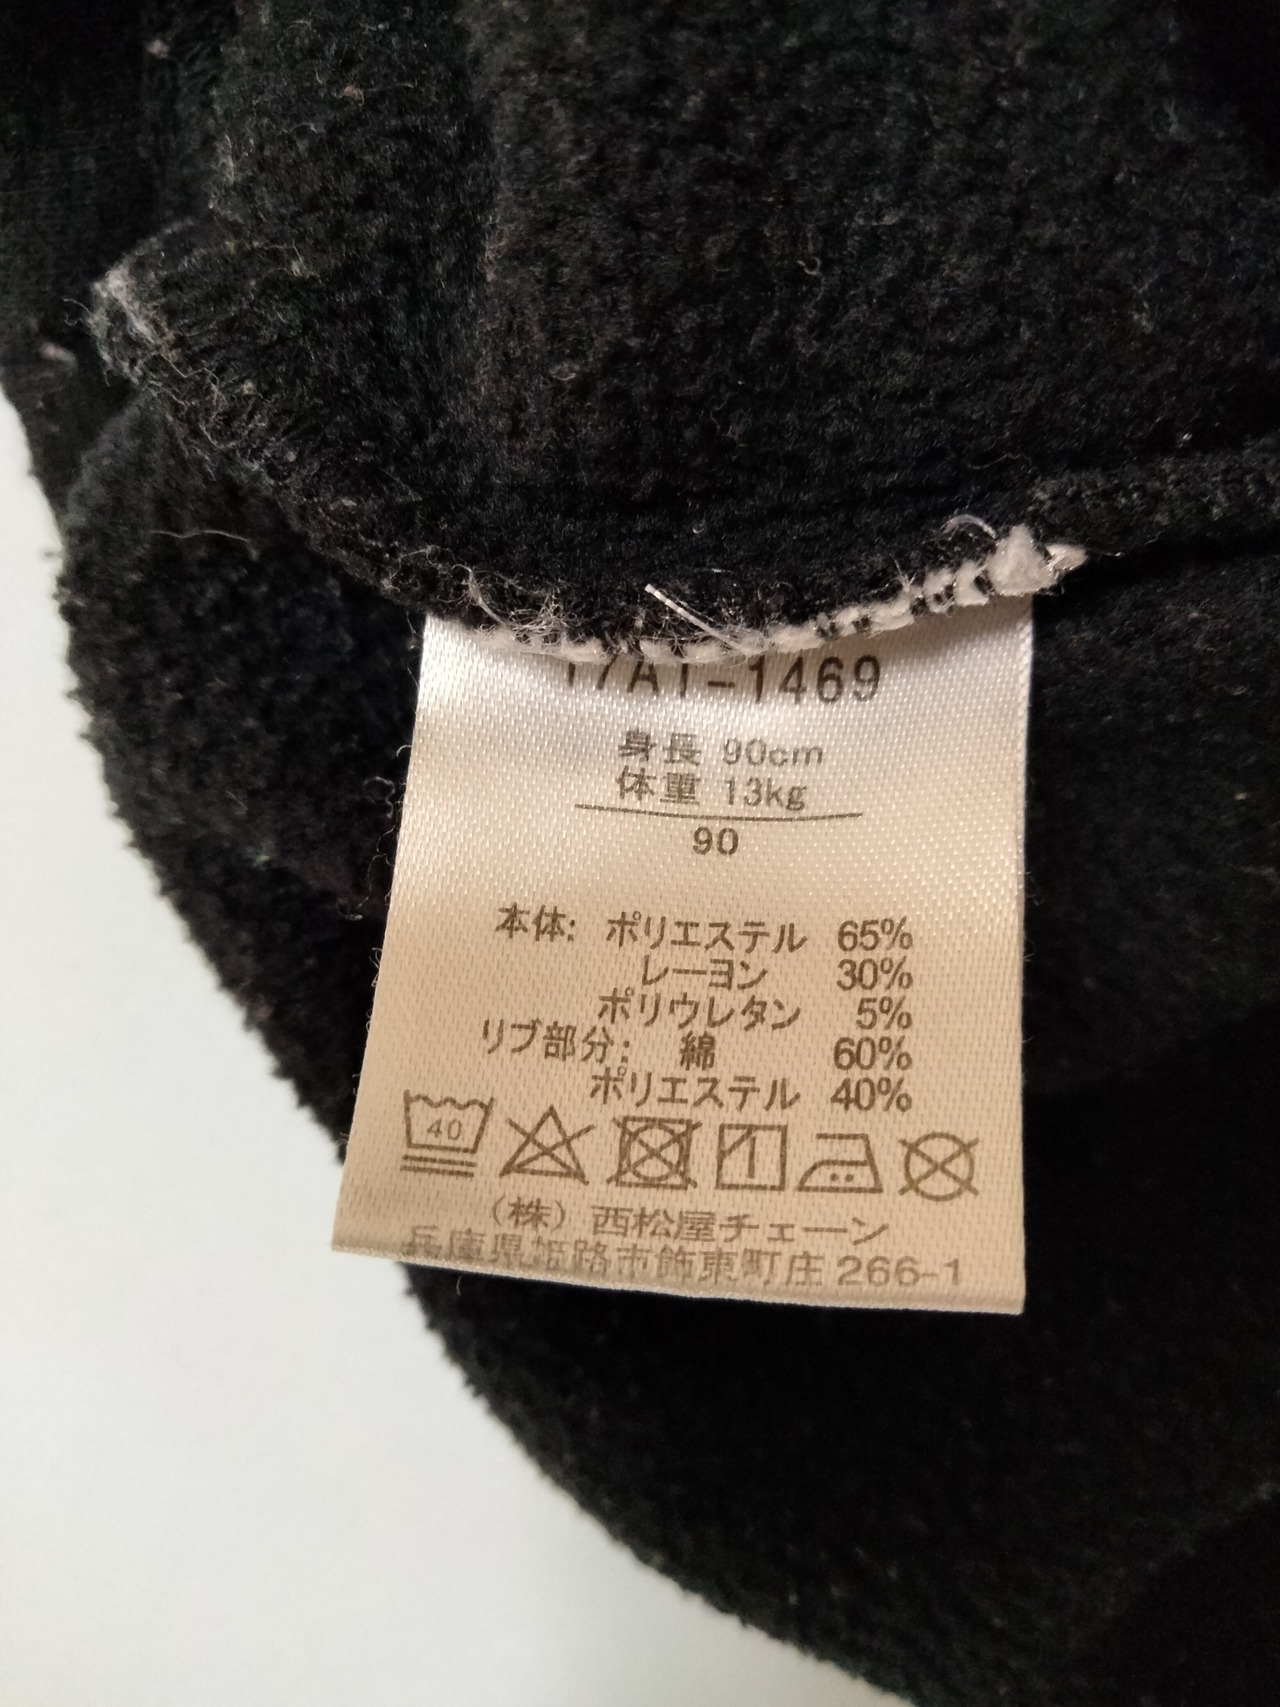 17A1-1469
身長 90cm
体重 13kg
90
本体: ポリエステル 65%
レーヨン 30%
ポリウレタン 5%
リブ部分: 綿 60%
ポリエステル 40%
40
(株) 西松屋チェーン
兵庫県姫路市飾東町庄 266-1